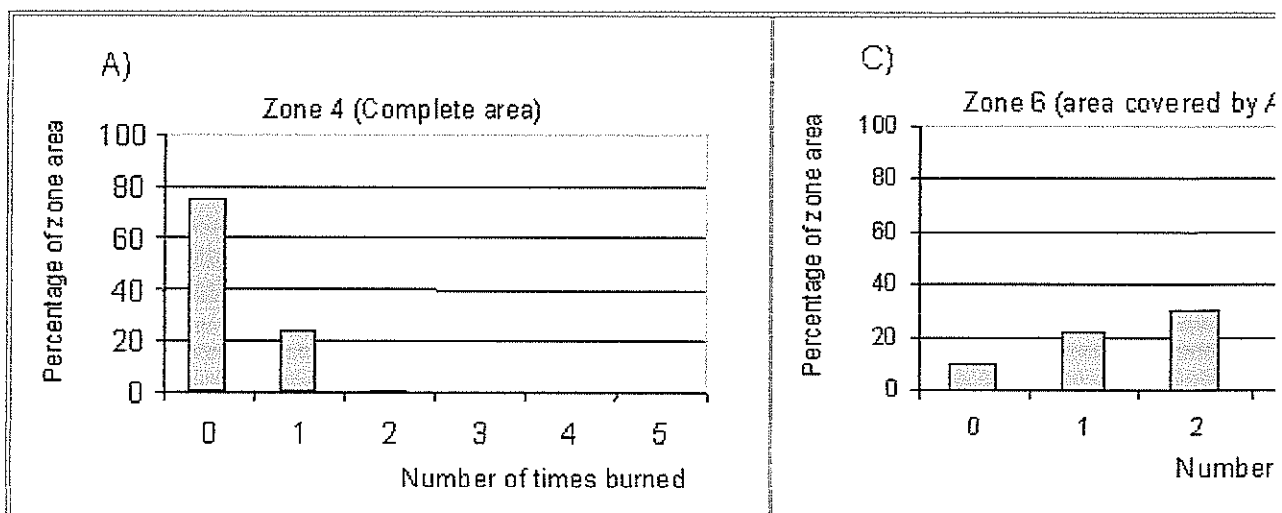 A)
Zone 4 (Complete area)
Percentage of zone area
100
80
60
40
20
0
0 1 2 3 4 5
Number of times burned
C)
Zone 6 (area covered by
Percentage of zone area
100
80
60
40
20
0
0 1 2
Number